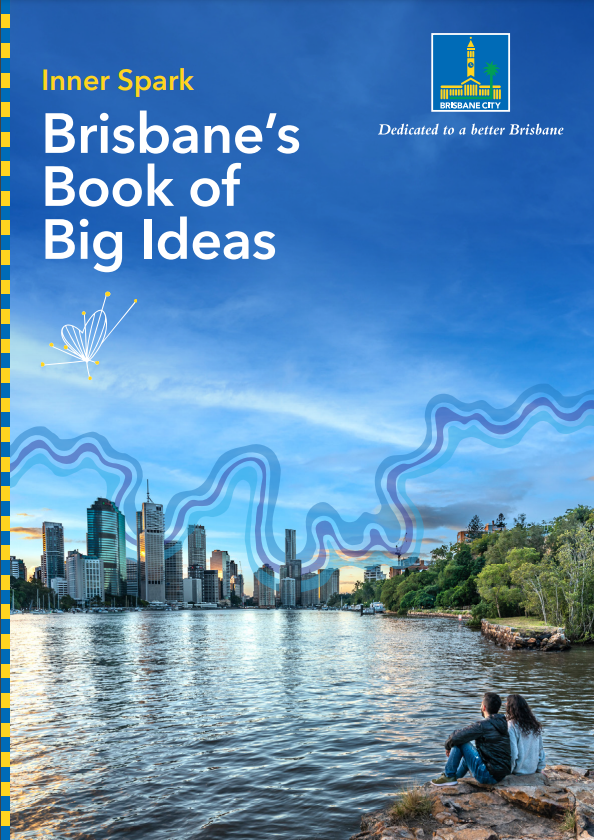 Inner Spark
Brisbane's
Book of
Big Ideas
BRISBANE CITY
Dedicated to a better Brisbane